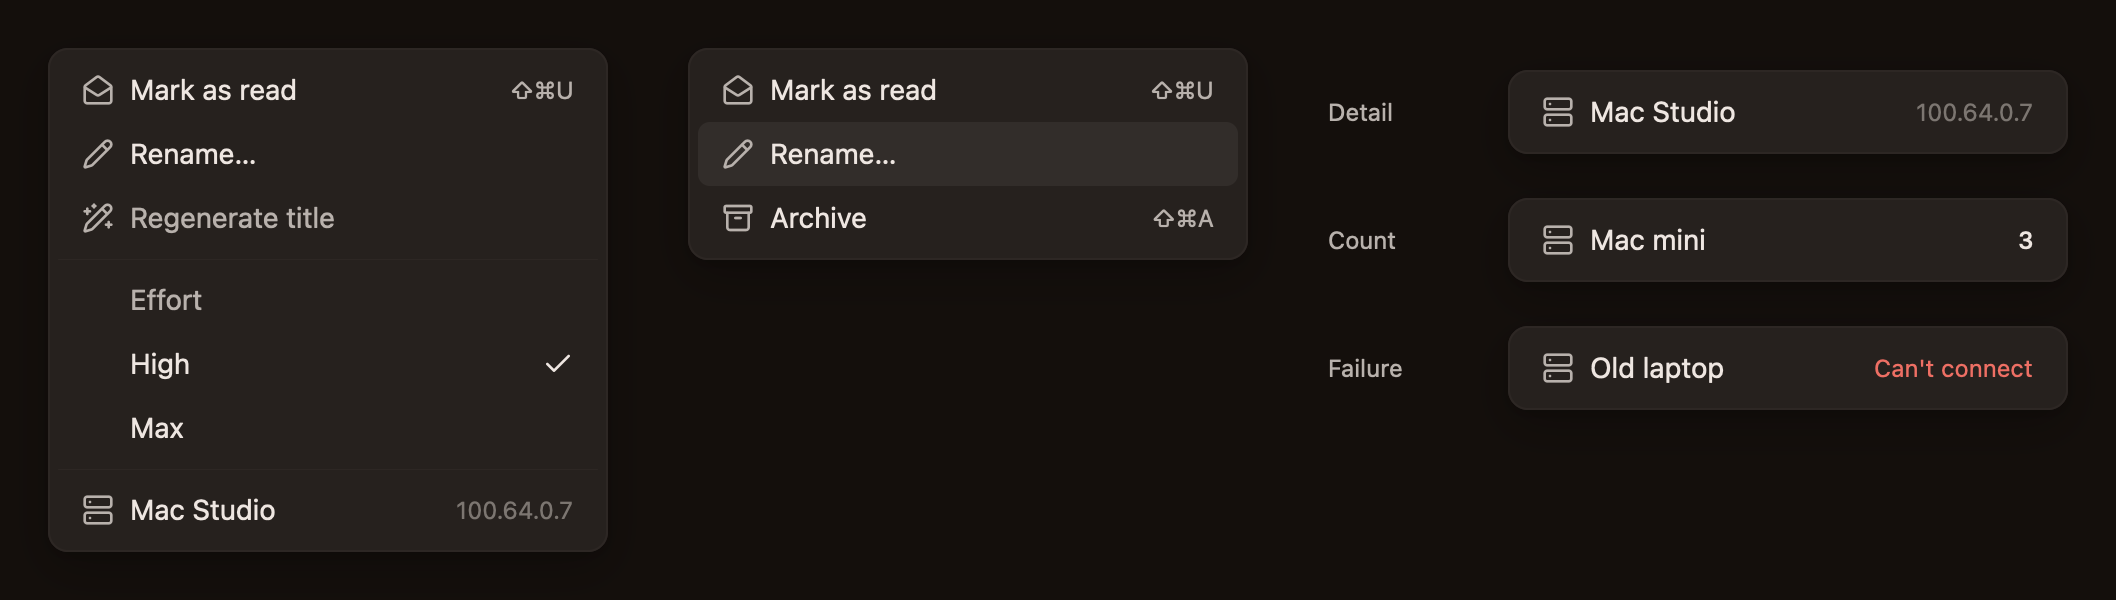 Mark as read ⇧⌘U
Rename...
Regenerate title
Effort
High
Max
Mac Studio 100.64.0.7
Mark as read ⇧⌘U
Rename...
Archive ⇧⌘A
Detail Mac Studio 100.64.0.7
Count Mac mini 3
Failure Old laptop Can't connect